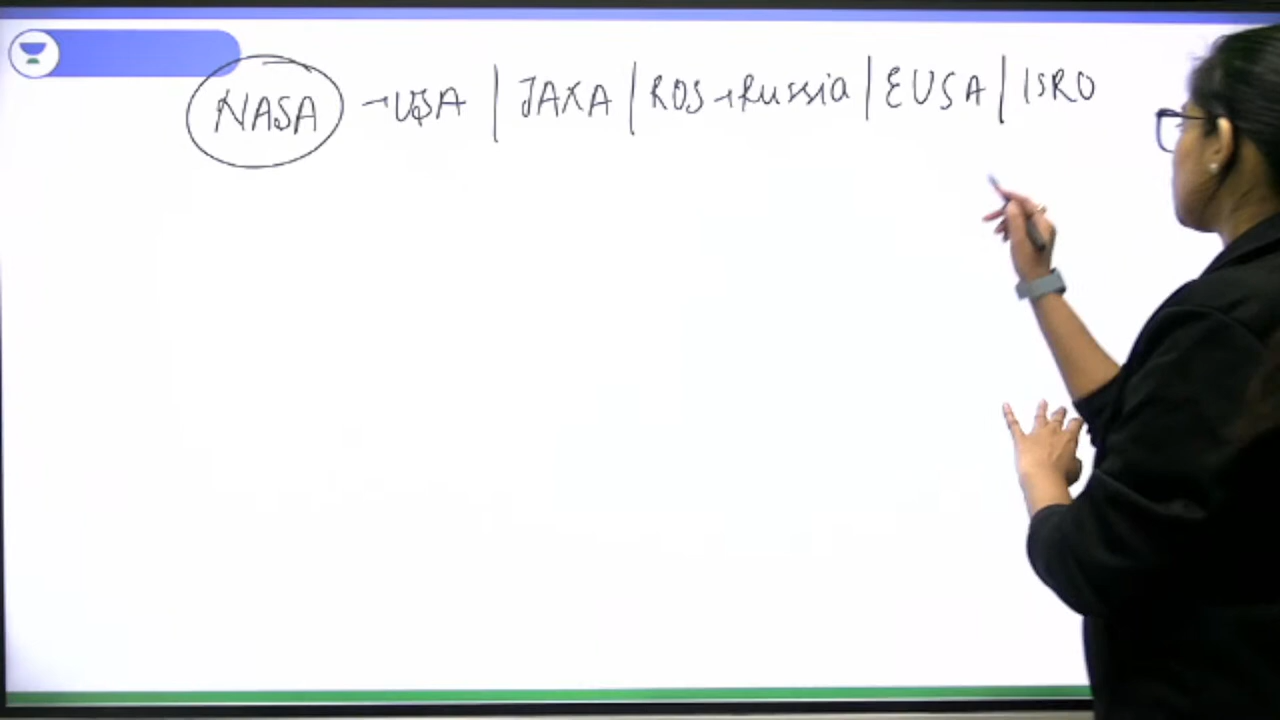 NASA → USA | JAXA | ROS → Russia | EUSA | ISRO